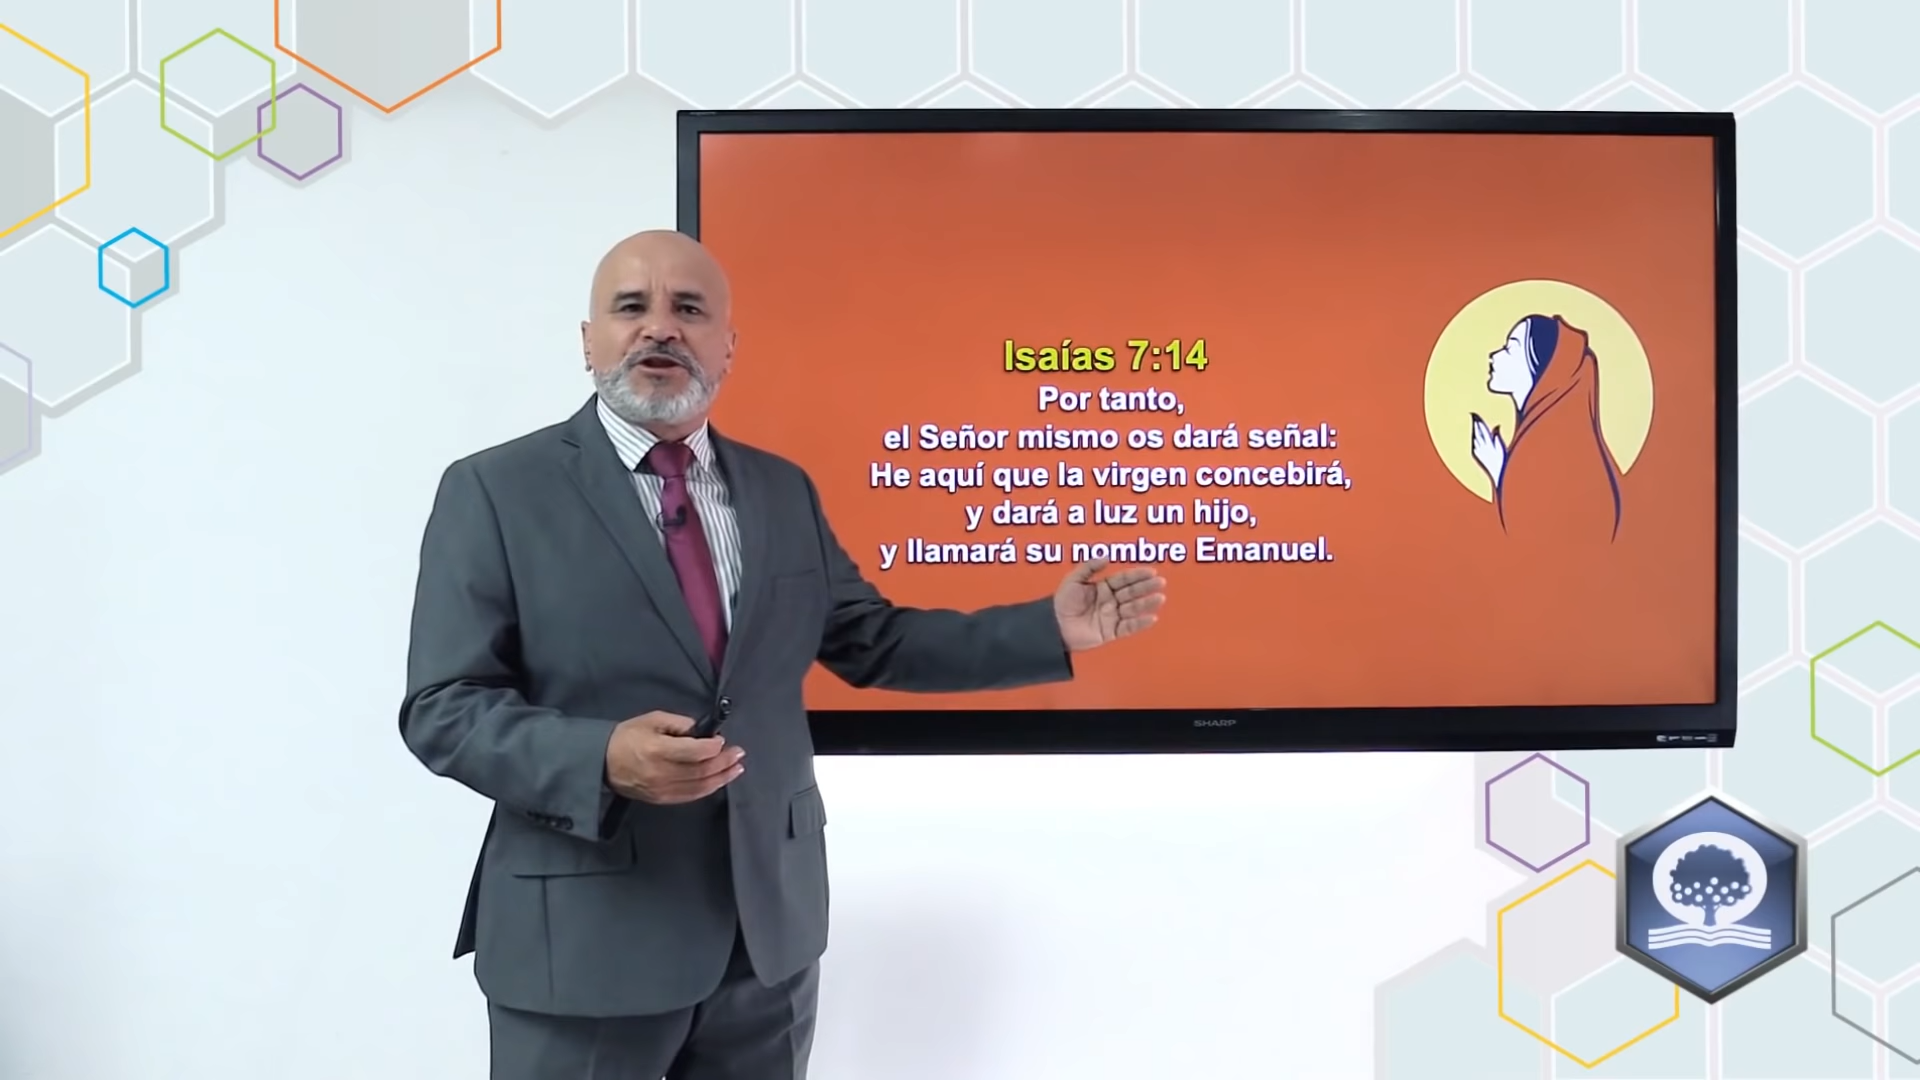 Isaías 7:14
Por tanto,
el Señor mismo os dará señal:
He aquí que la virgen concebirá,
y dará a luz un hijo,
y llamará su nombre Emanuel.
SHARP